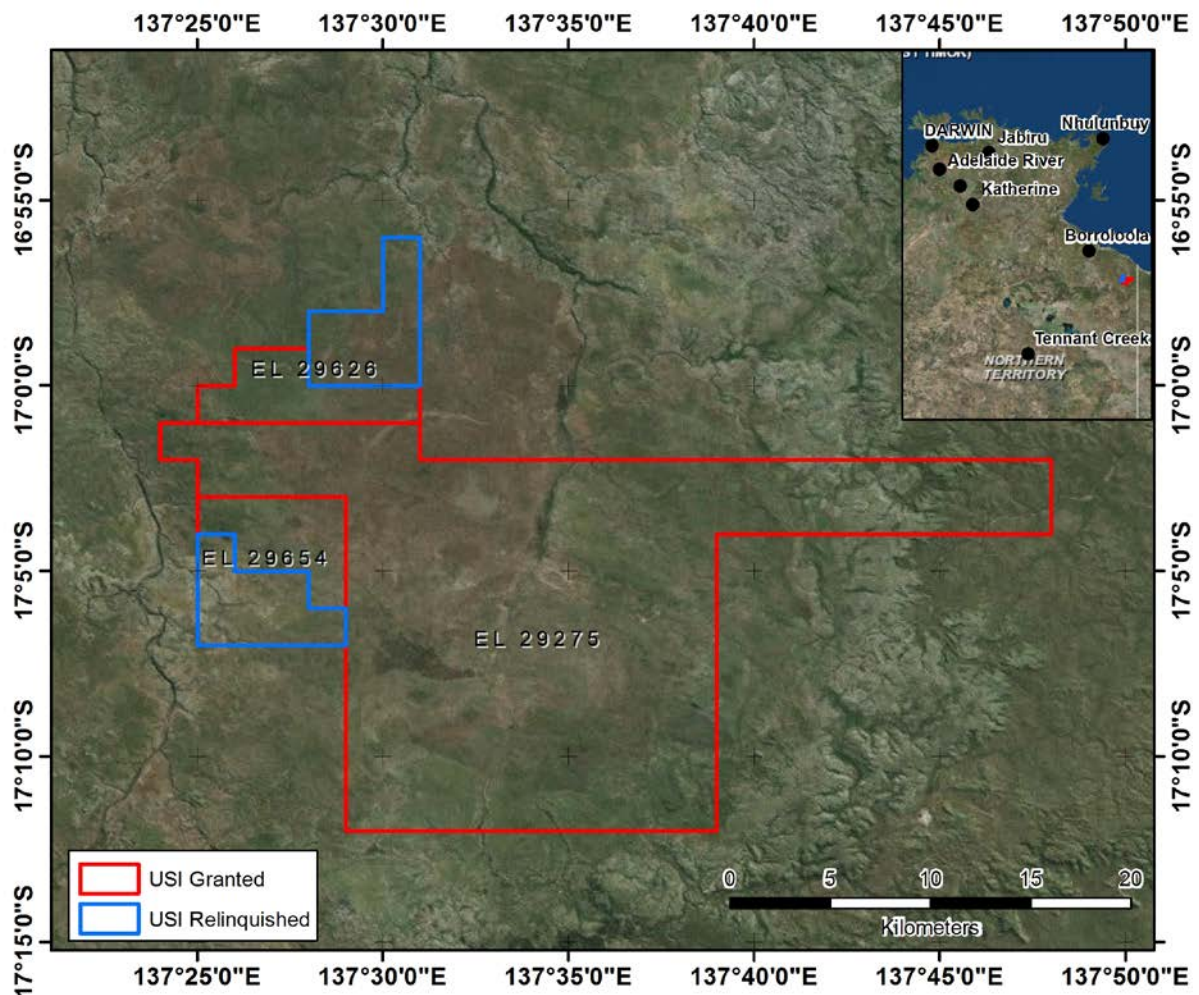 137°25'0"E 137°30'0"E 137°35'0"E 137°40'0"E 137°45'0"E 137°50'0"E
ST TIMOR)
DARWIN
Jabiru
Nhulunbuy
Adelaide River
Katherine
Borroloola
Tennant Creek
NORTHERN
TERRITORY
16°55'0"S
16°55'0"S
17°0'0"S
17°0'0"S
17°5'0"S
17°5'0"S
17°10'0"S
17°10'0"S
17°15'0"S
17°15'0"S
EL 29626
EL 29654
EL 29275
USI Granted
USI Relinquished
0 5 10 15 20
Kilometers
137°25'0"E 137°30'0"E 137°35'0"E 137°40'0"E 137°45'0"E 137°50'0"E